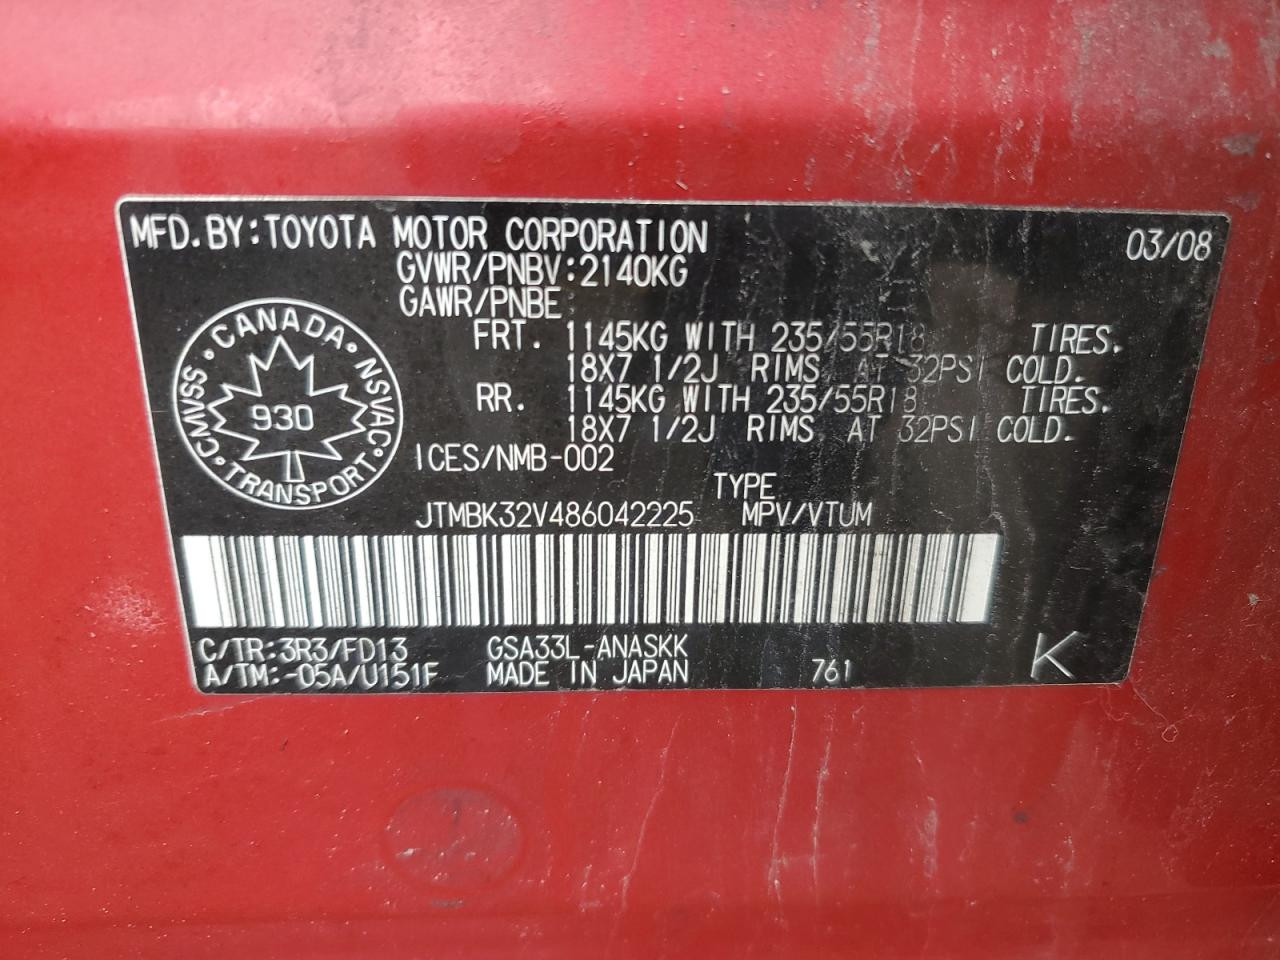 MFD.BY:TOYOTA MOTOR CORPORATION 03/08
GVWR/PNBV:2140KG
GAWR/PNBE
FRT. 1145KG WITH 235/55R18 TIRES.
18X7 1/2J RIMS AT 32PSI COLD.
RR. 1145KG WITH 235/55R18 TIRES.
18X7 1/2J RIMS AT 32PSI COLD.
CANADA
CMVSS · NSVAC
930
TRANSPORT
ICES/NMB-002
TYPE
JTMBK32V486042225 MPV/VTUM
C/TR:3R3/FD13 GSA33L-ANASKK
A/TM:-05A/U151F MADE IN JAPAN 761 K